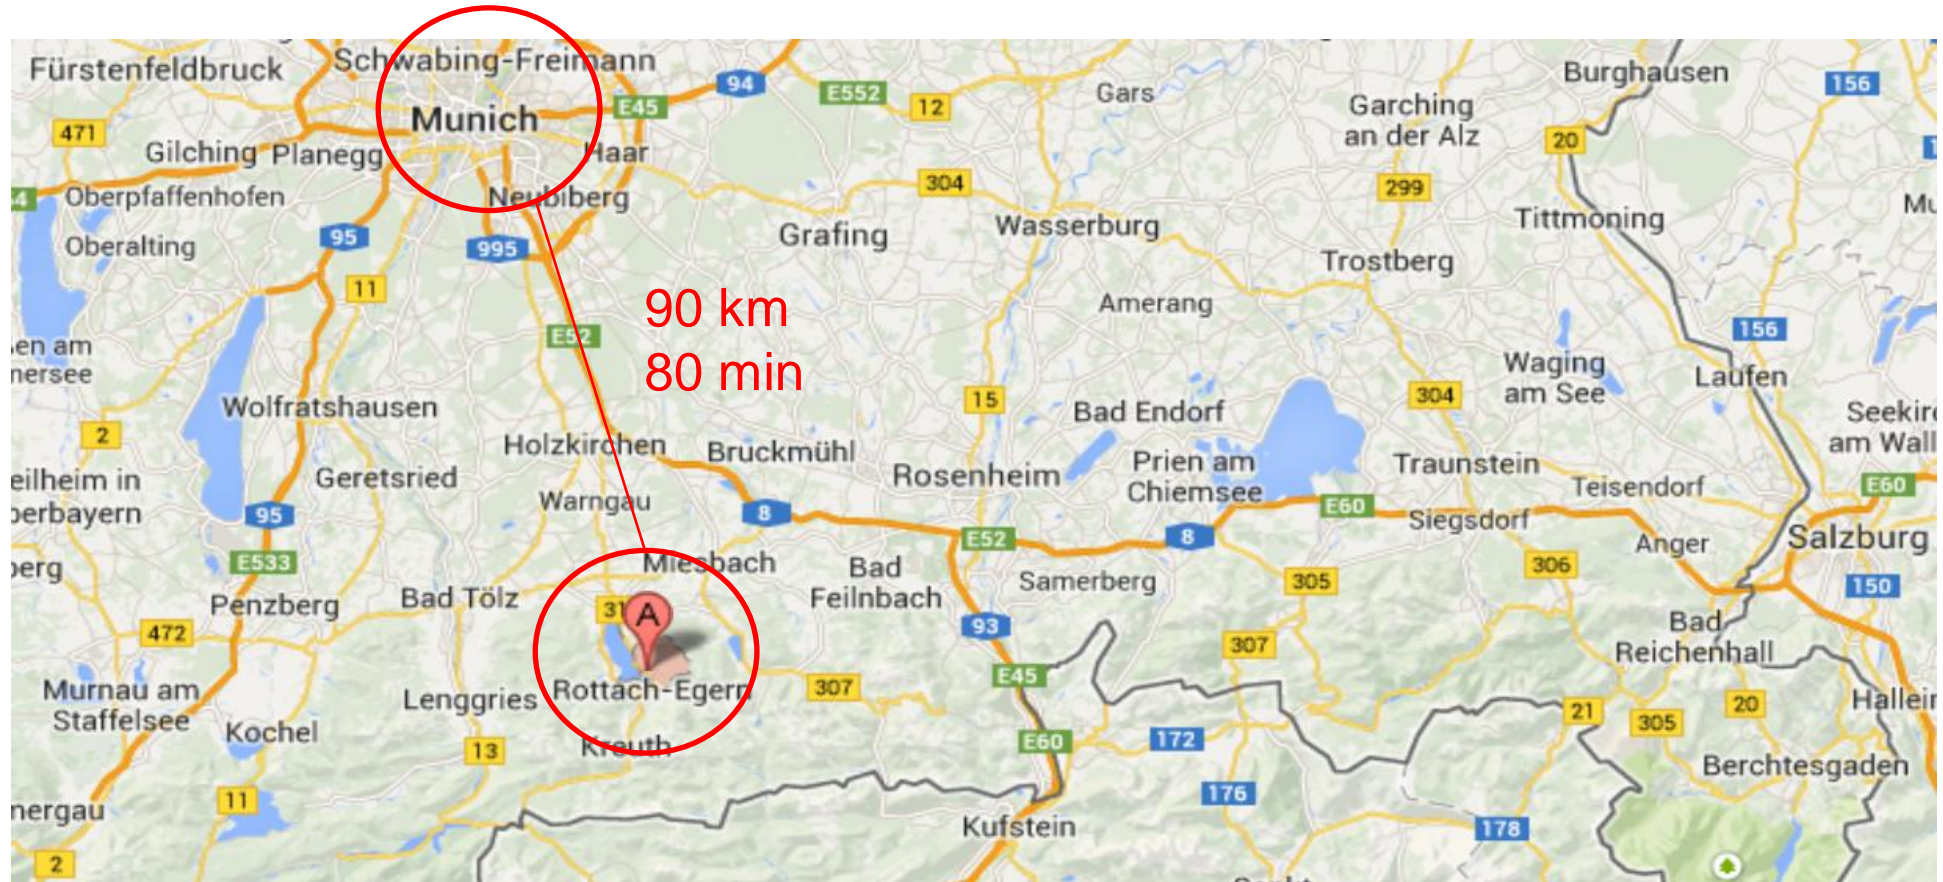 Fürstenfeldbruck
Schwabing-Freimann
94
E552
12
Gars
Burghausen
156
Garching
an der Alz
471
Munich
E45
20
Gilching
Planegg
Haar
304
299
Oberpfaffenhofen
Neubiberg
Wasserburg
Tittmoning
Oberalting
95
995
Grafing
Trostberg
11
90 km
Amerang
E52
156
80 min
Waging
am See
Laufen
Wolfratshausen
15
Bad Endorf
304
2
Holzkirchen
Bruckmühl
Rosenheim
Prien am
Chiemsee
Traunstein
Geretsried
Warngau
Teisendorf
E60
95
8
E60
Siegsdorf
E52
8
Anger
Salzburg
E533
Miesbach
Bad
Feilnbach
Samerberg
305
306
150
Penzberg
Bad Tölz
31
A
93
Bad
Reichenhall
472
307
E45
Murnau am
Staffelsee
Lenggries
Rottach-Egern
307
21
305
20
Kochel
13
Kreuth
E60
172
Berchtesgaden
11
176
Kufstein
178
2